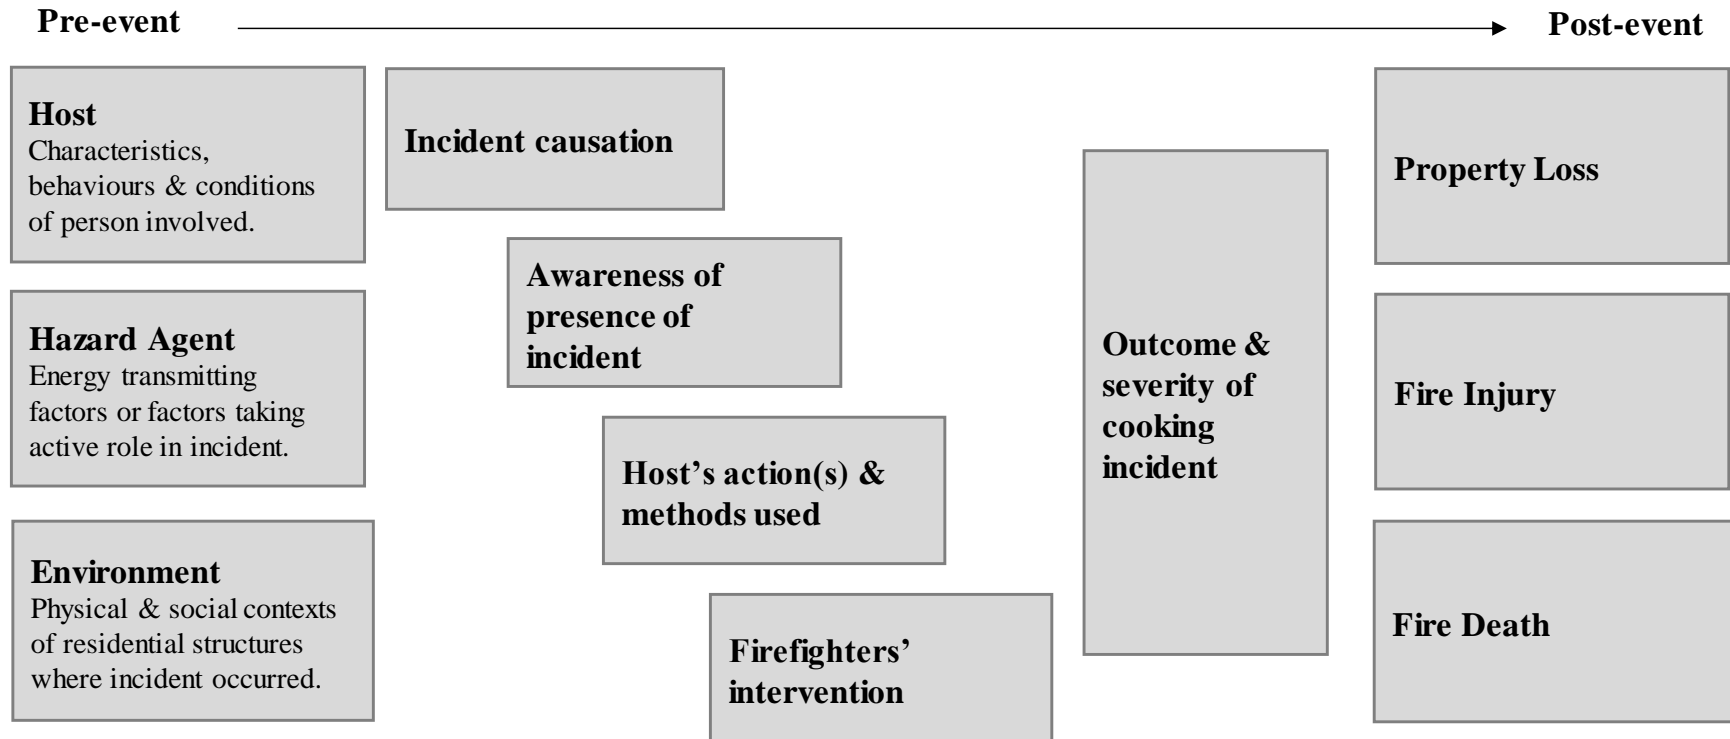 Pre-event
Post-event
Host
Characteristics,
behaviours & conditions
of person involved.
Hazard Agent
Energy transmitting
factors or factors taking
active role in incident.
Environment
Physical & social contexts
of residential structures
where incident occurred.
Incident causation
Awareness of
presence of
incident
Host’s action(s) &
methods used
Firefighters’
intervention
Outcome &
severity of
cooking
incident
Property Loss
Fire Injury
Fire Death